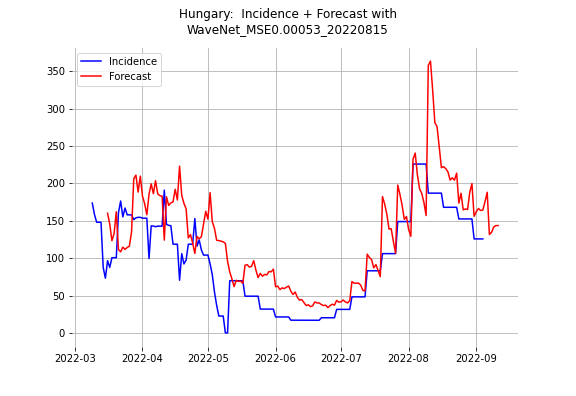 Hungary:  Incidence + Forecast with
WaveNet_MSE0.00053_20220815
Incidence
Forecast
350
300
250
200
150
100
50
0
2022-03 2022-04 2022-05 2022-06 2022-07 2022-08 2022-09